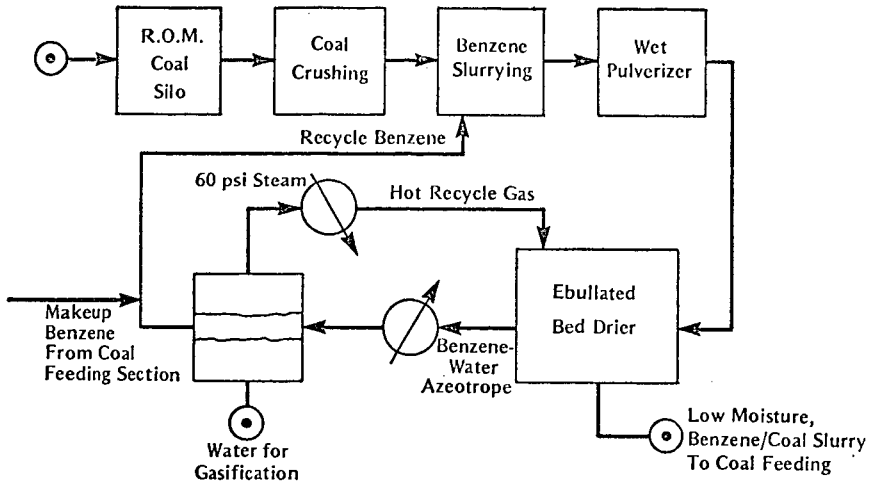 R.O.M.
Coal
Silo
Coal
Crushing
Benzene
Slurrying
Wet
Pulverizer
Recycle Benzene
60 psi Steam
Hot Recycle Gas
Ebullated
Bed Drier
Makeup
Benzene
From Coal
Feeding Section
Benzene-
Water
Azeotrope
Water for
Gasification
Low Moisture,
Benzene/Coal Slurry
To Coal Feeding